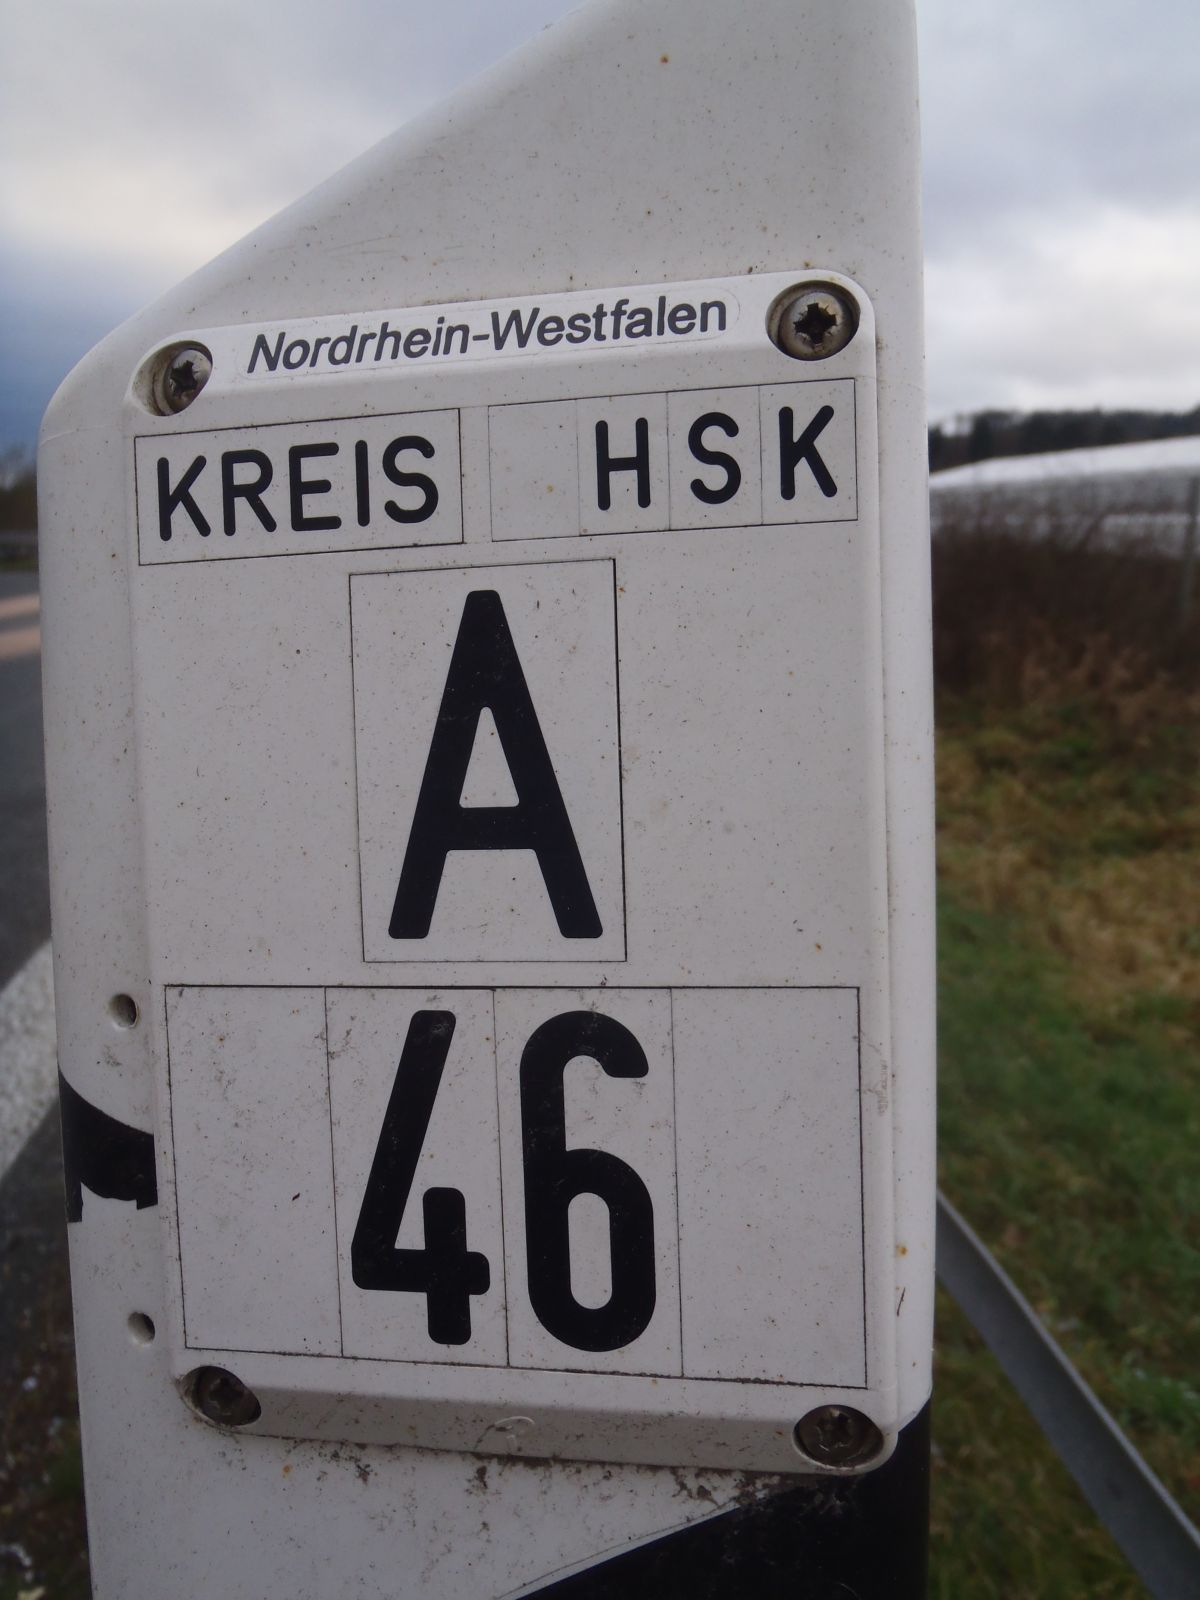 Nordrhein-Westfalen
KREIS HSK
A
46